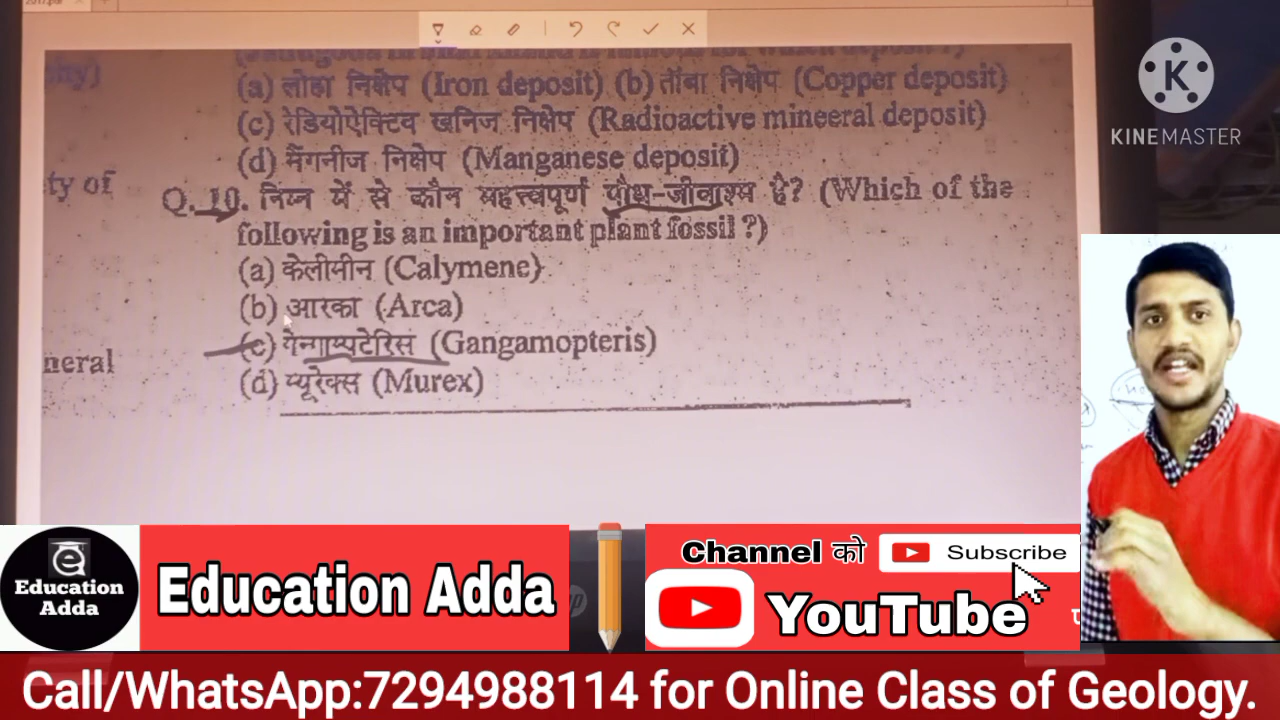 (a) लोहा निक्षेप (Iron deposit) (b) ताँबा निक्षेप (Copper deposit)
(c) रेडियोऐक्टिव खनिज निक्षेप (Radioactive mineeral deposit)
(d) मैंगनीज निक्षेप (Manganese deposit)
ty of
Q. 10. निम्न में से कौन महत्त्वपूर्ण पौध-जीवाश्म है? (Which of the
following is an important plant fossil ?)
(a) केलीमीन (Calymene)
(b) आरका (Arca)
(c) गेन्गाम्पटेरिस (Gangamopteris)
neral
(d) म्यूरेक्स (Murex)
K
KINEMASTER
Education
Adda
Education Adda
hp
Channel को Subscribe
YouTube
Call/WhatsApp:7294988114 for Online Class of Geology.